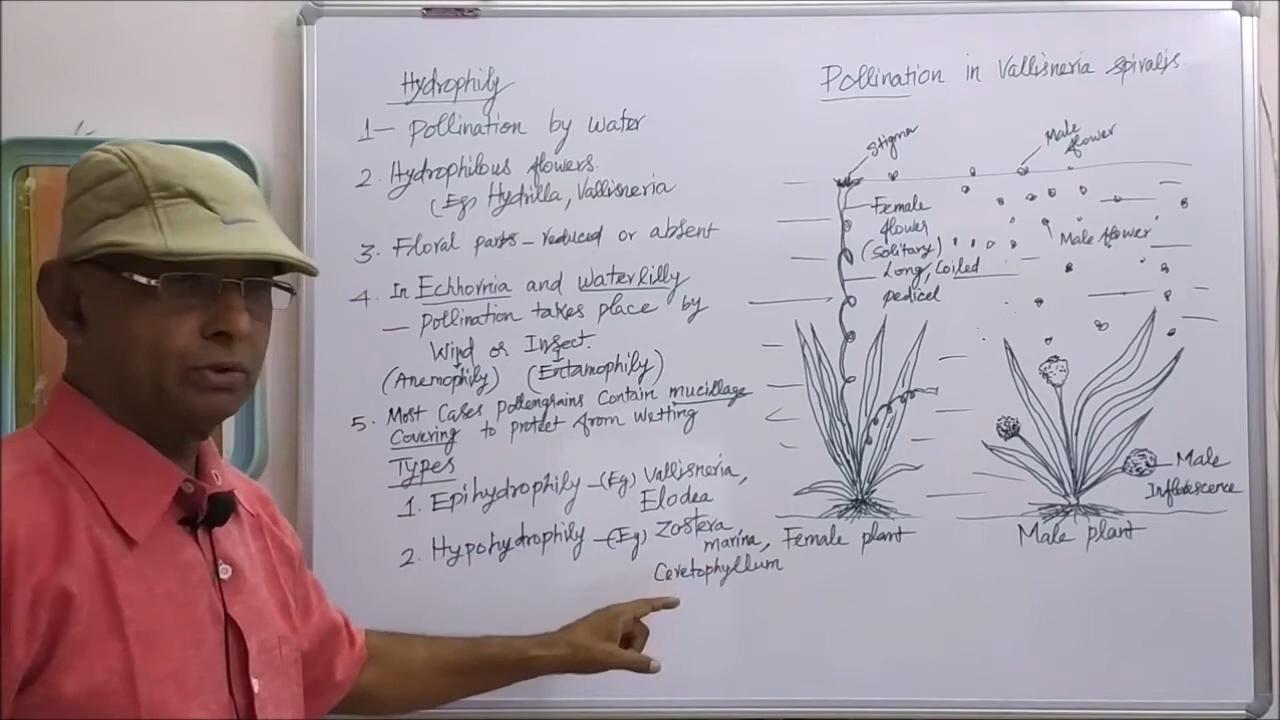 Hydrophily
1- Pollination by water
2. Hydrophilous flowers.
(Eg) Hydrilla, Vallisneria
3. Floral parts - reduced or absent
4. In Echhornia and Waterlilly
- Pollination takes place by
Wind or Insect.
(Anemophily) (Entamophily)
5. Most Cases Pollengrains Contain mucillage
Covering to protect from wetting
Types
1. Epihydrophily - (Eg) Vallisneria,
Elodea
2. Hypohydrophily - (Eg) Zostera
marina,
Ceretophyllum
Pollination in Vallisneria spiralis
Stigma
Male
flower
Female
flower
(Solitary)
Long, Coiled
pedicel
Male flower
Male
Inflorescence
Female plant
Male plant